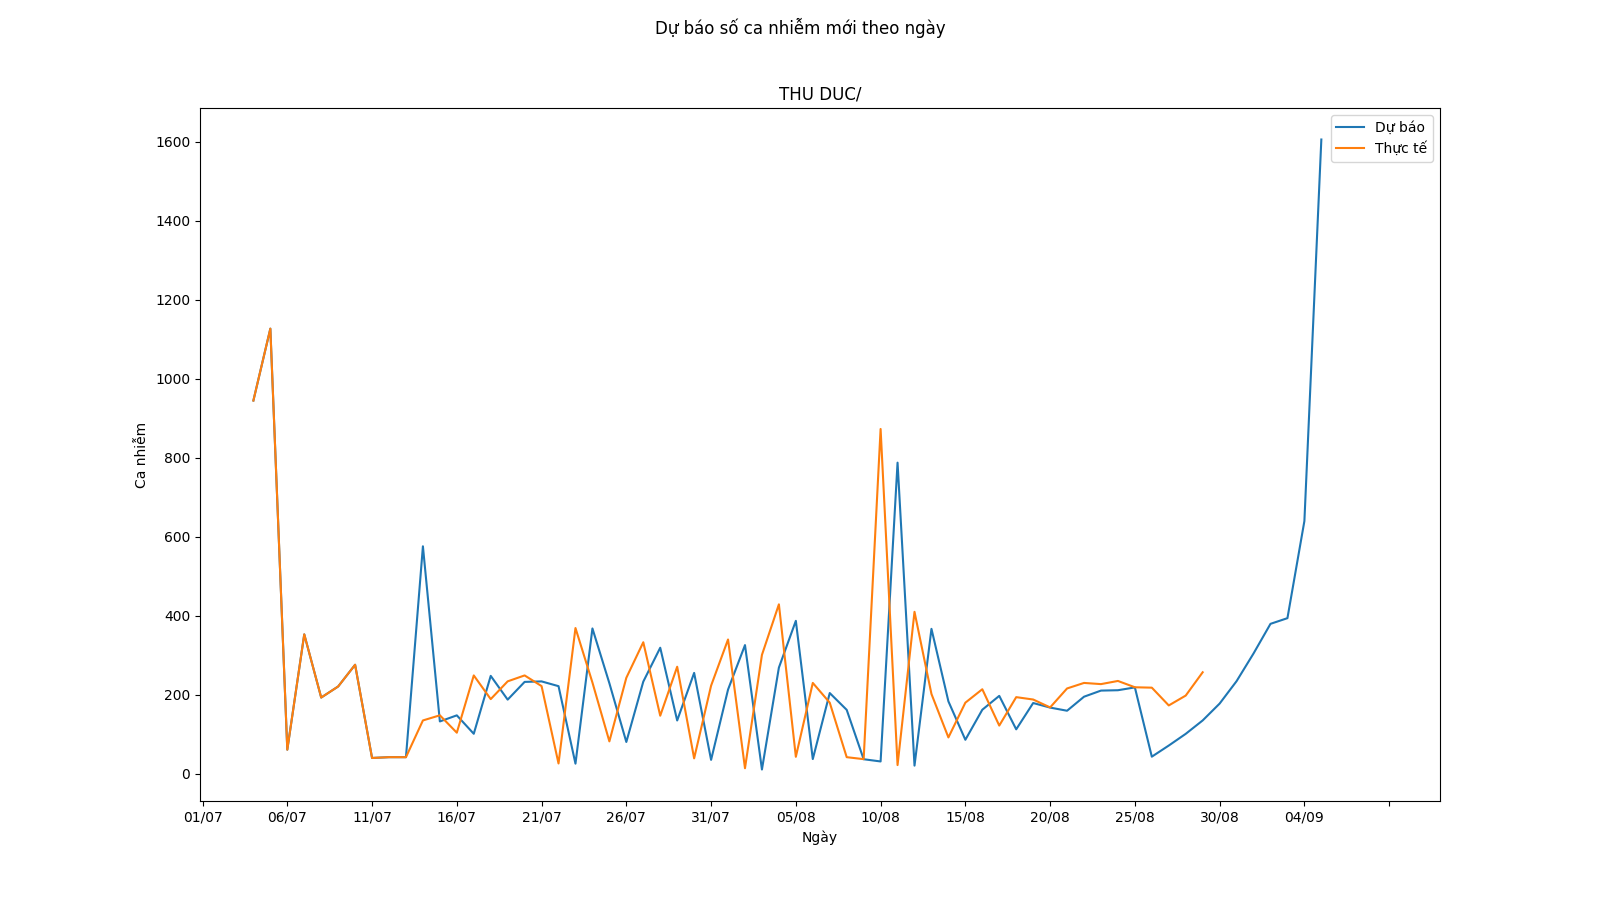 Dự báo số ca nhiễm mới theo ngày
THU DUC/
Dự báo
Thực tế
1600
1400
1200
1000
800
600
400
200
0
Ca nhiễm
01/07 06/07 11/07 16/07 21/07 26/07 31/07 05/08 10/08 15/08 20/08 25/08 30/08 04/09
Ngày